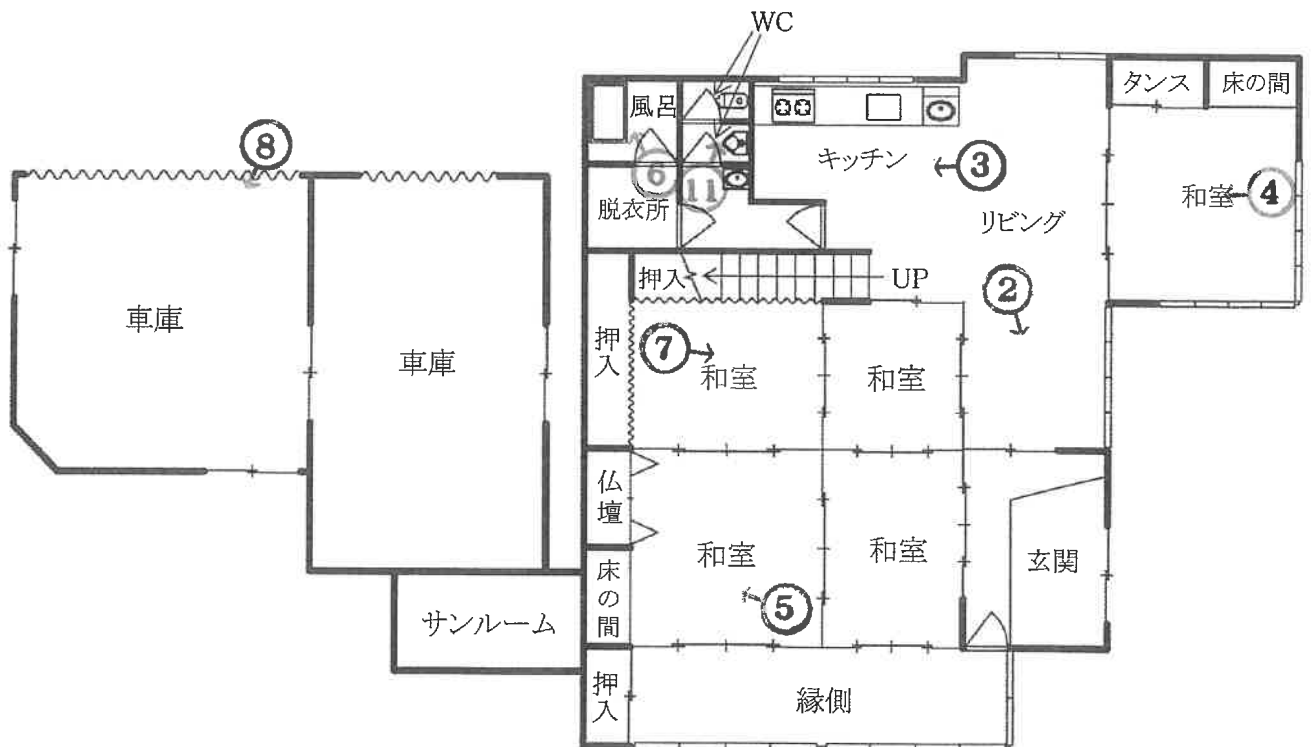 WC
タンス
床の間
風呂
⑧
キッチン
③
⑥
⑪
和室
④
脱衣所
リビング
押入
UP
②
車庫
車庫
押入
⑦
和室
和室
仏壇
和室
和室
玄関
床の間
⑤
サンルーム
押入
縁側